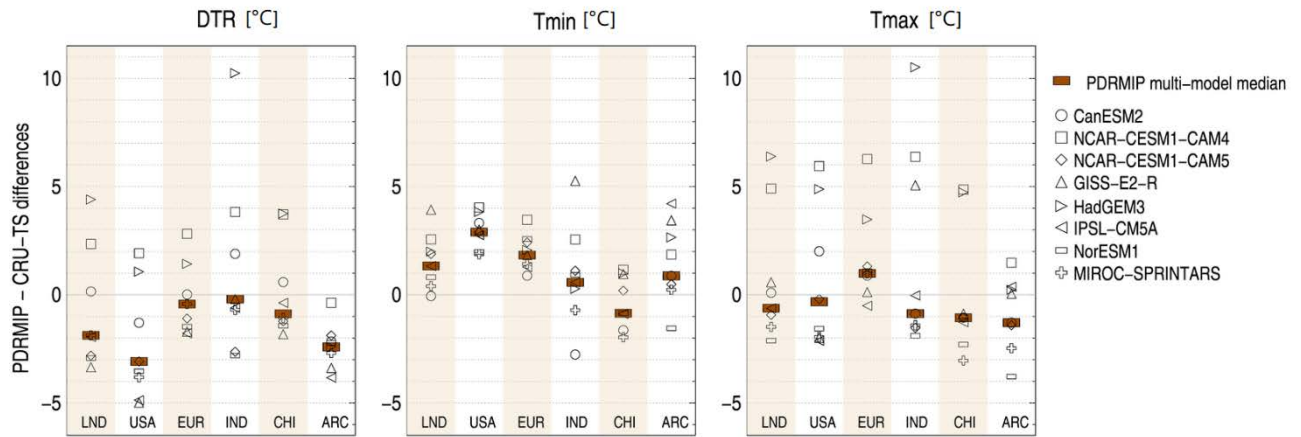 DTR [°C]
Tmin [°C]
Tmax [°C]
PDRMIP - CRU-TS differences
10
5
0
−5
LND USA EUR IND CHI ARC
10
5
0
−5
LND USA EUR IND CHI ARC
10
5
0
−5
LND USA EUR IND CHI ARC
PDRMIP multi−model median
CanESM2
NCAR−CESM1−CAM4
NCAR−CESM1−CAM5
GISS−E2−R
HadGEM3
IPSL−CM5A
NorESM1
MIROC−SPRINTARS